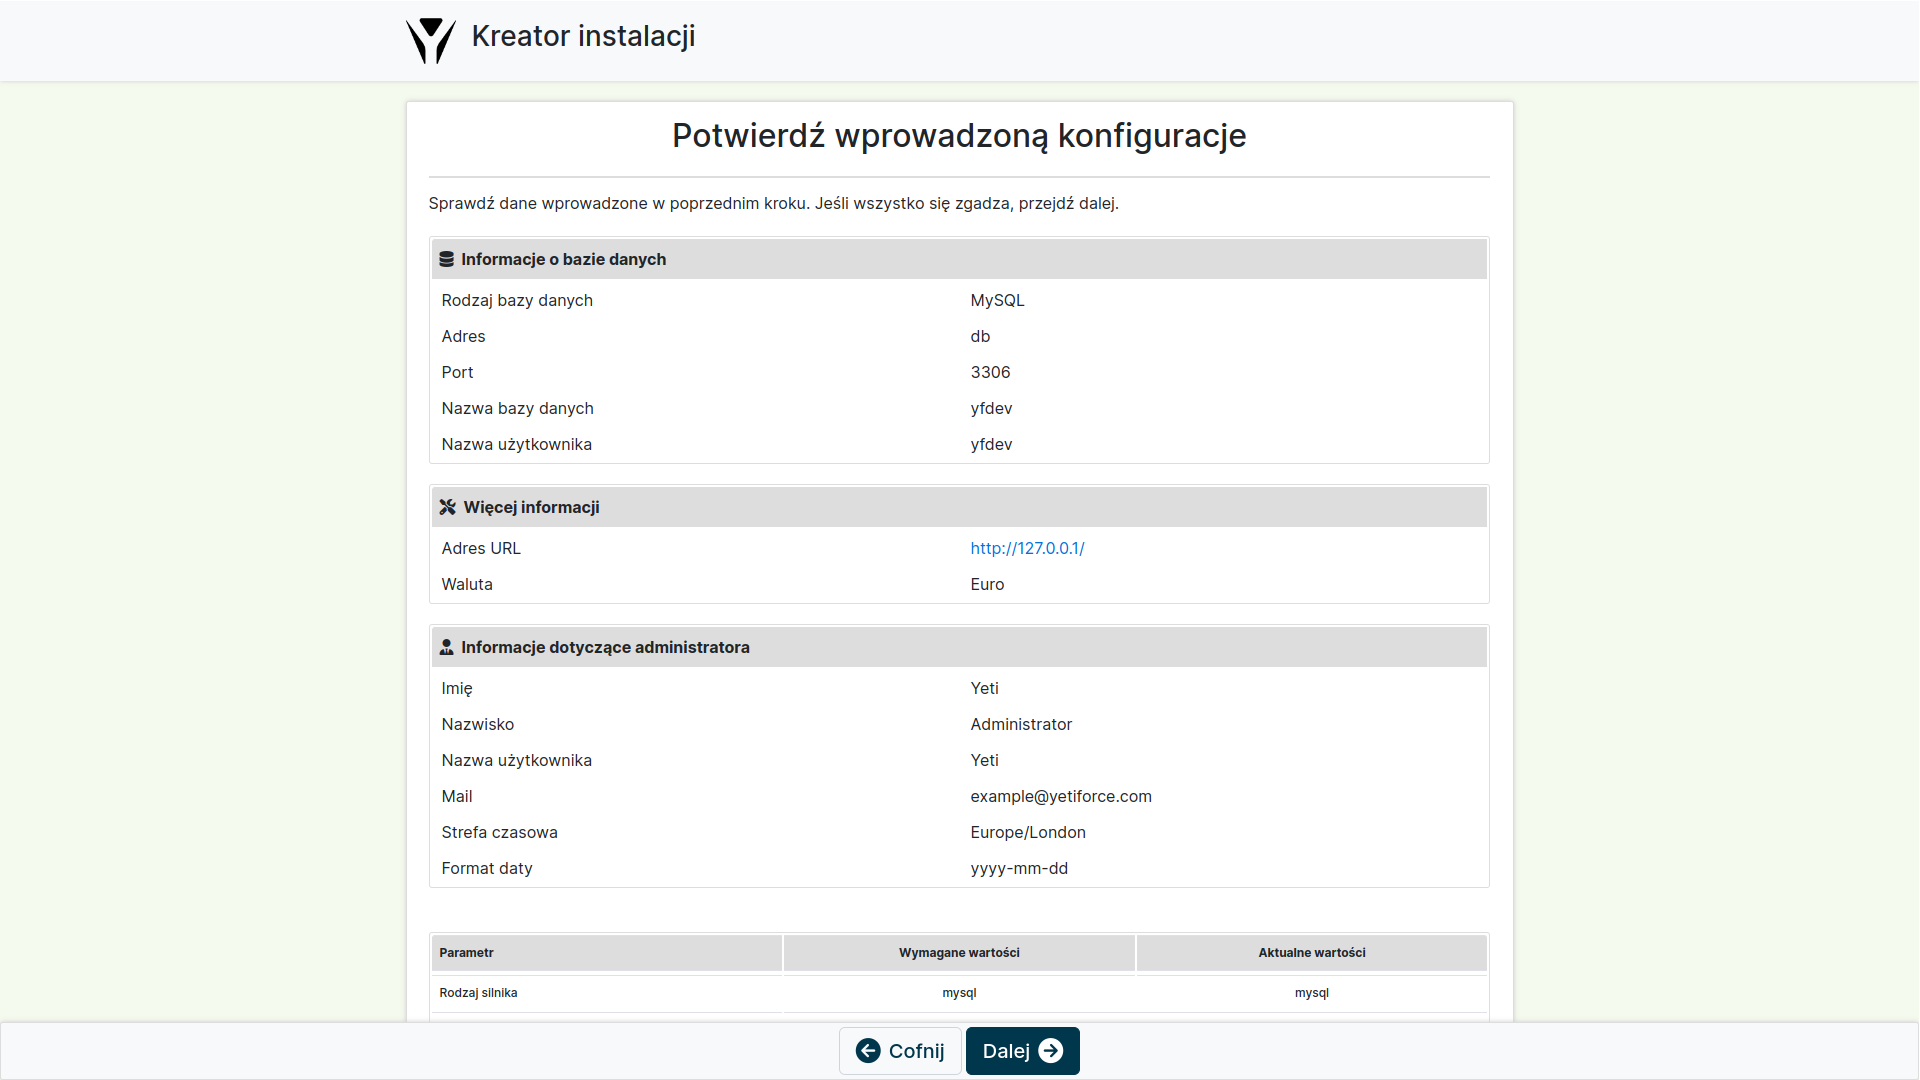 Kreator instalacji
Potwierdź wprowadzoną konfiguracje
Sprawdź dane wprowadzone w poprzednim kroku. Jeśli wszystko się zgadza, przejdź dalej.
Informacje o bazie danych
Rodzaj bazy danych MySQL
Adres db
Port 3306
Nazwa bazy danych yfdev
Nazwa użytkownika yfdev
Więcej informacji
Adres URL http://127.0.0.1/
Waluta Euro
Informacje dotyczące administratora
Imię Yeti
Nazwisko Administrator
Nazwa użytkownika Yeti
Mail example@yetiforce.com
Strefa czasowa Europe/London
Format daty yyyy-mm-dd
Parametr Wymagane wartości Aktualne wartości
Rodzaj silnika mysql mysql
Cofnij Dalej